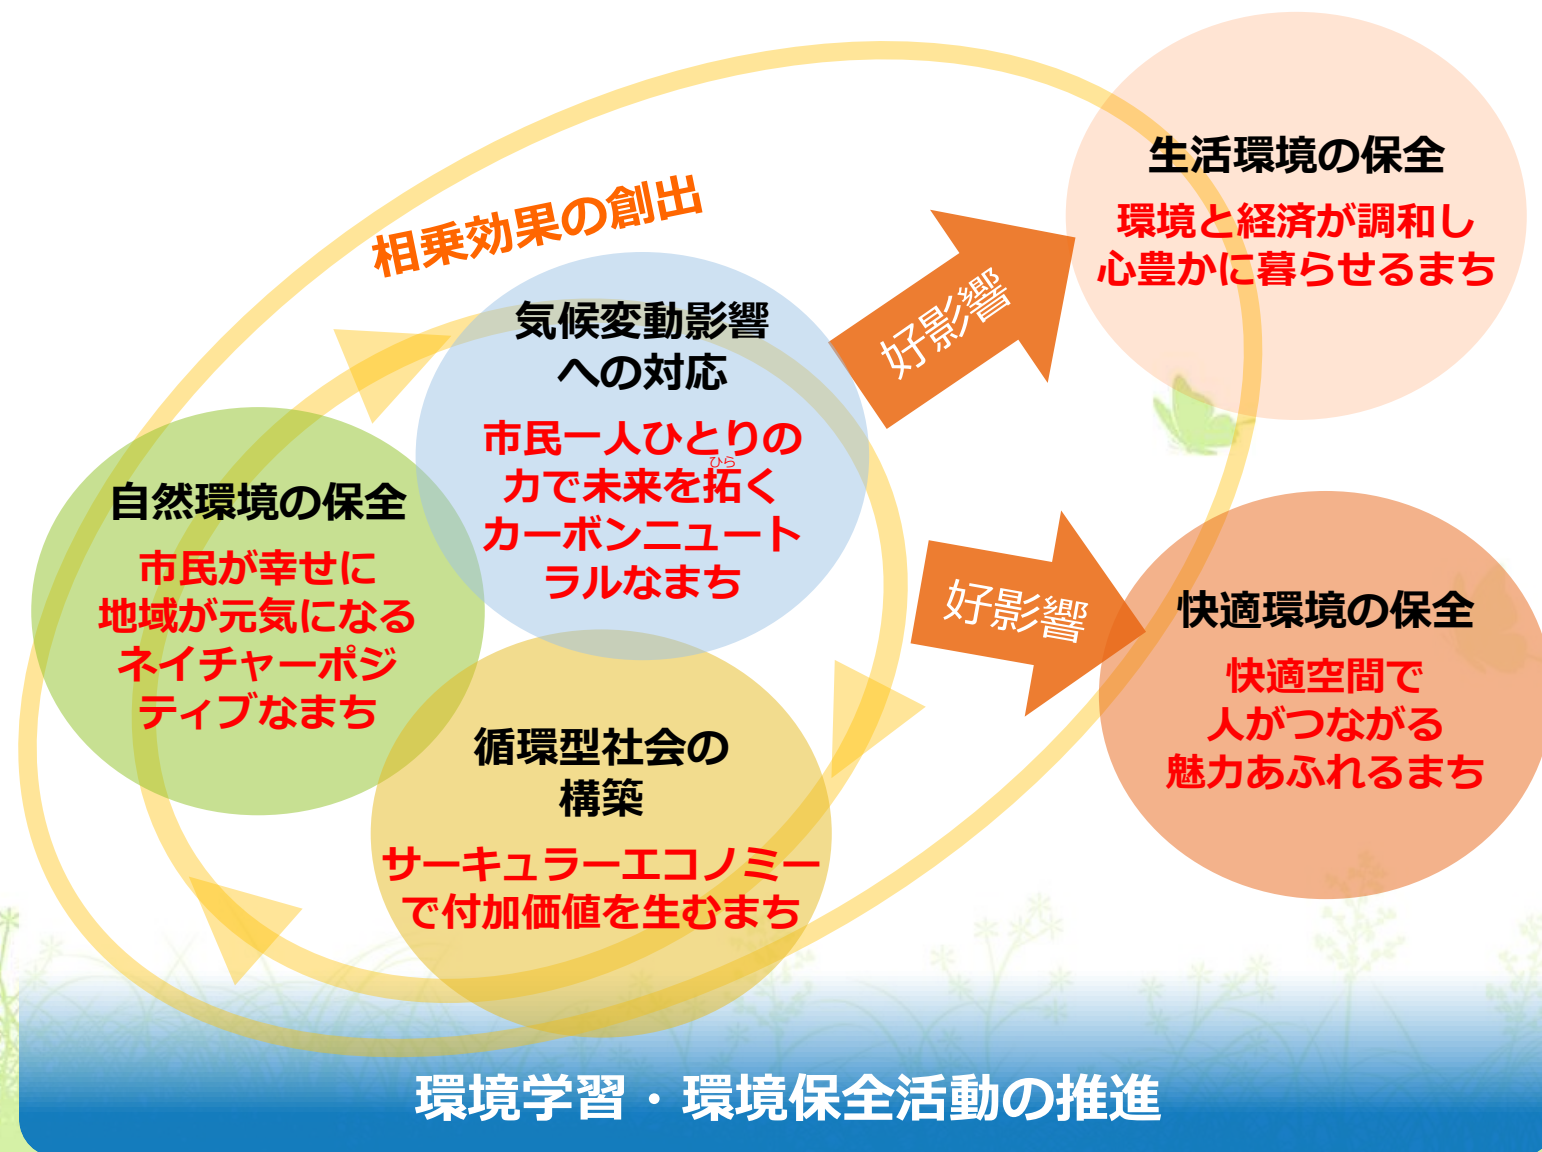 相乗効果の創出
気候変動影響
への対応
市民一人ひとりの
ひら
力で未来を拓く
カーボンニュート
ラルなまち
自然環境の保全
市民が幸せに
地域が元気になる
ネイチャーポジ
ティブなまち
循環型社会の
構築
サーキュラーエコノミー
で付加価値を生むまち
好影響
生活環境の保全
環境と経済が調和し
心豊かに暮らせるまち
好影響
快適環境の保全
快適空間で
人がつながる
魅力あふれるまち
環境学習・環境保全活動の推進